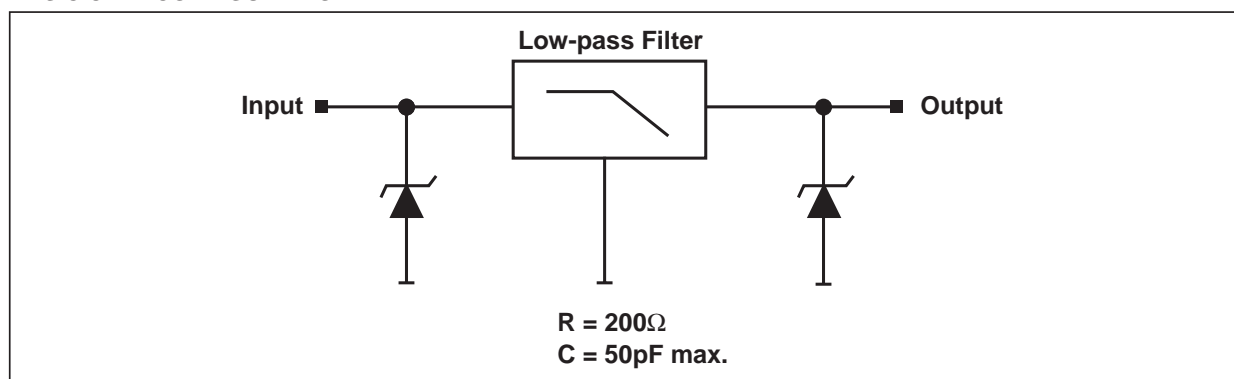 Low-pass Filter
Input
Output
R = 200Ω
C = 50pF max.